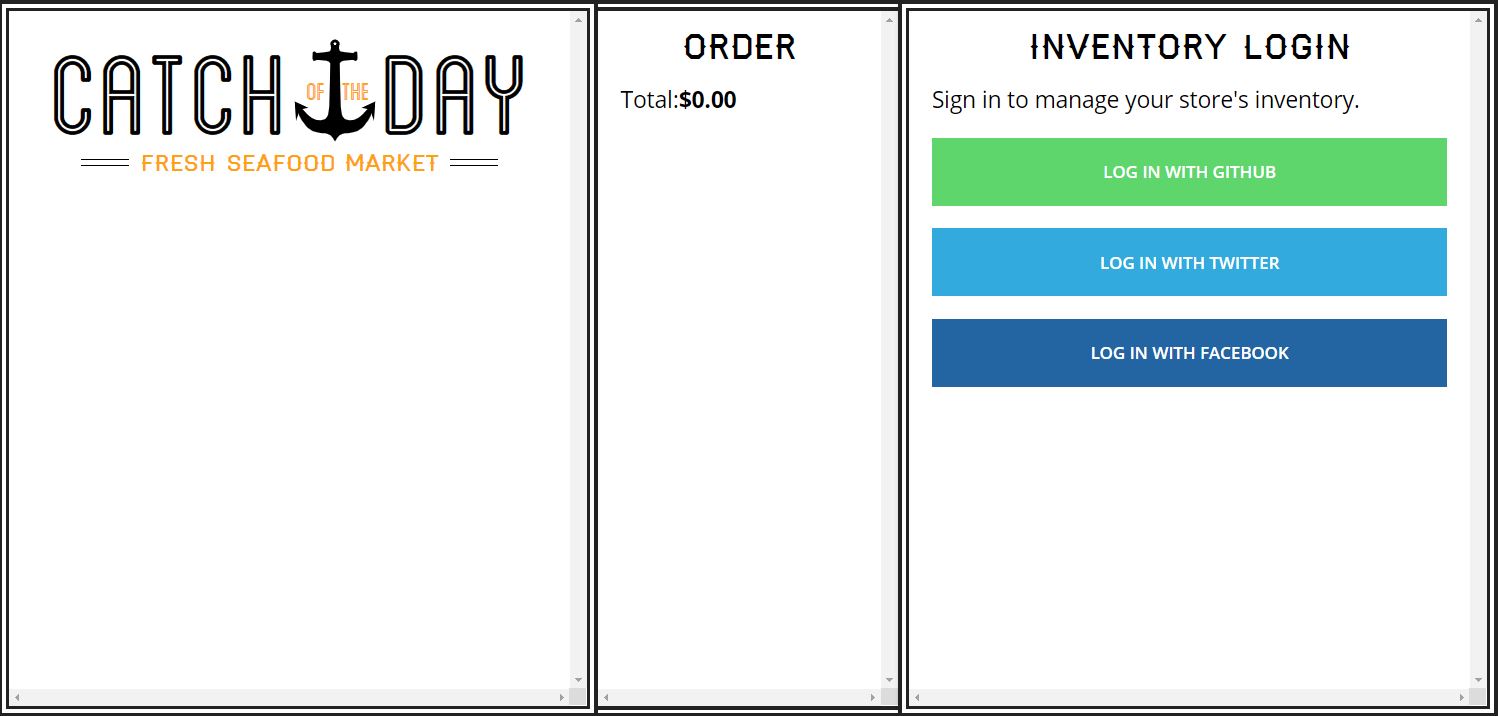 CATCH OF THE DAY
FRESH SEAFOOD MARKET
ORDER
Total:$0.00
INVENTORY LOGIN
Sign in to manage your store's inventory.
LOG IN WITH GITHUB
LOG IN WITH TWITTER
LOG IN WITH FACEBOOK